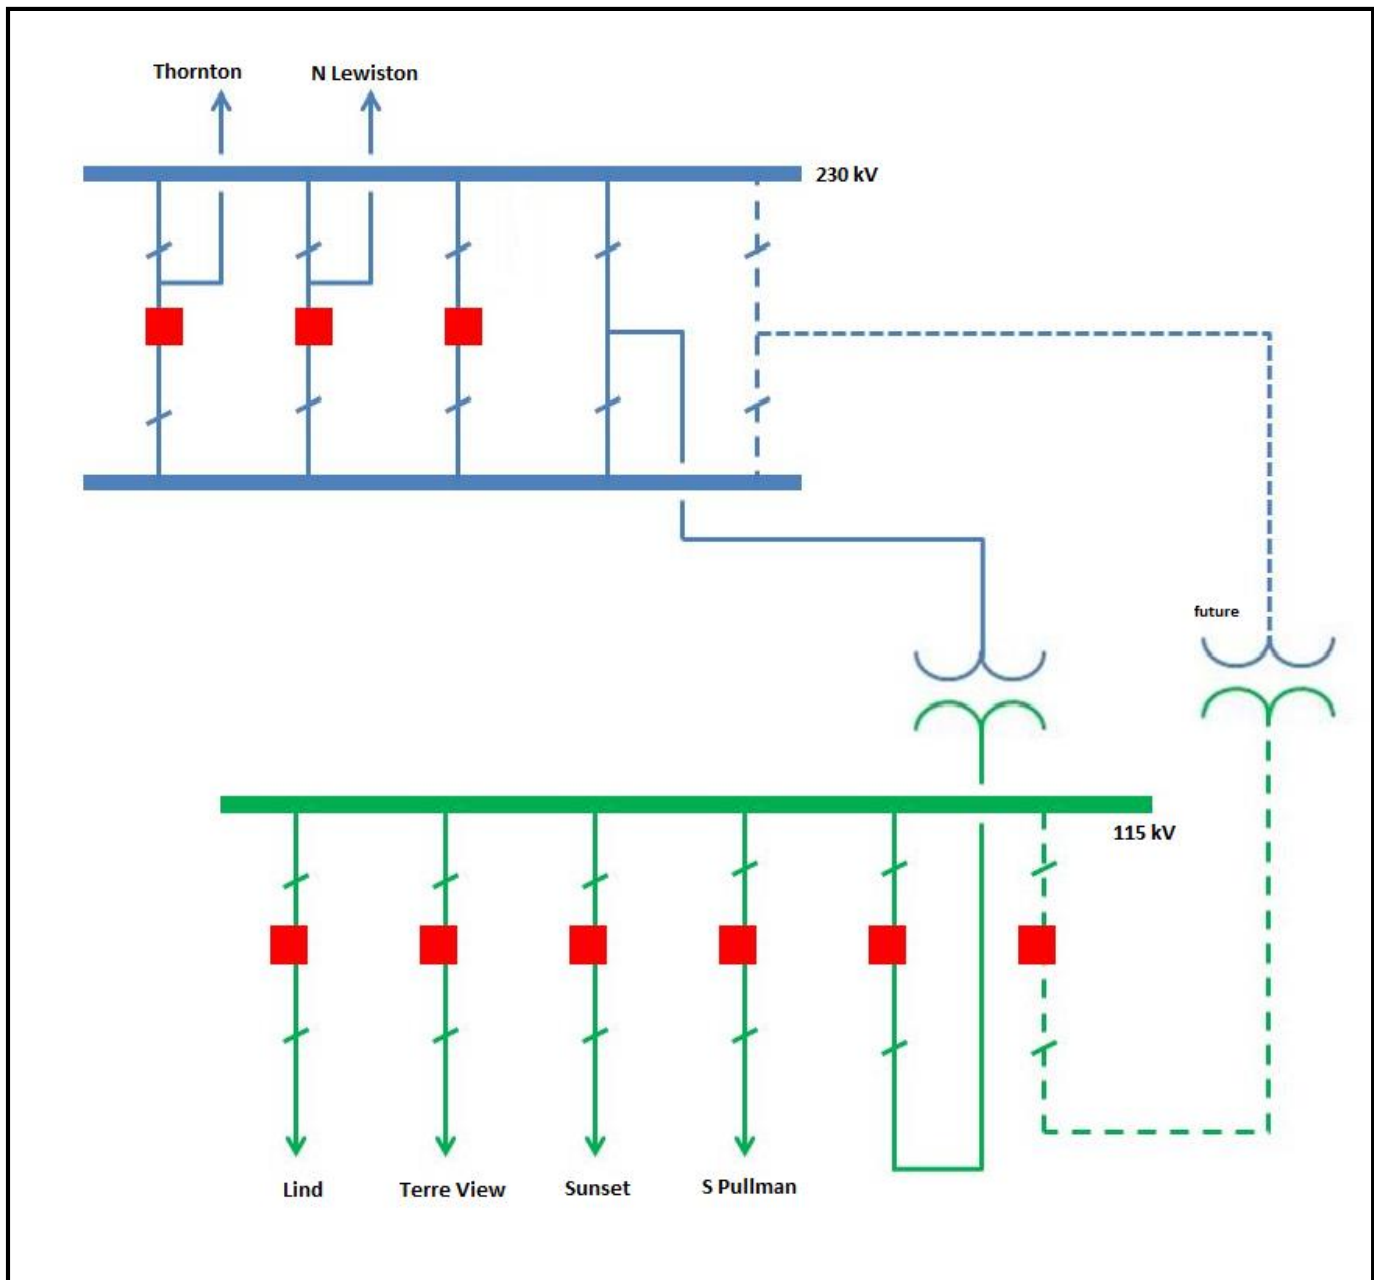 Thornton
N Lewiston
230 kV
future
115 kV
Lind
Terre View
Sunset
S Pullman